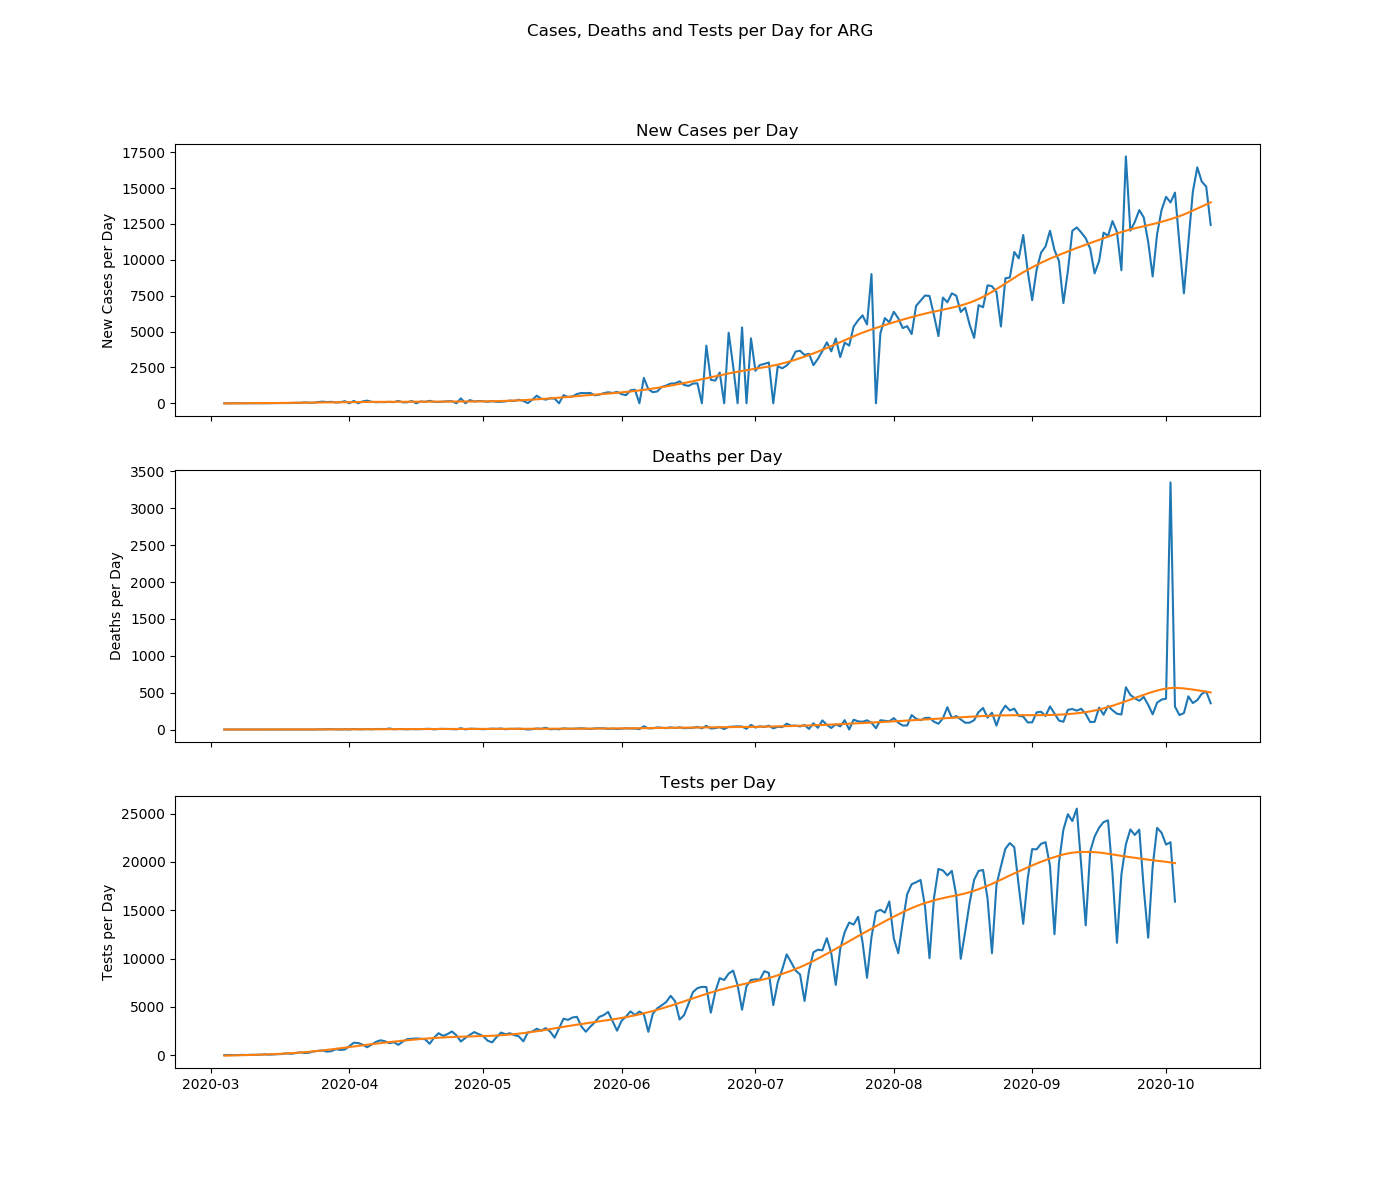 Cases, Deaths and Tests per Day for ARG
New Cases per Day
17500
15000
12500
10000
7500
5000
2500
0
New Cases per Day
Deaths per Day
3500
3000
2500
2000
1500
1000
500
0
Deaths per Day
Tests per Day
25000
20000
15000
10000
5000
0
Tests per Day
2020-03 2020-04 2020-05 2020-06 2020-07 2020-08 2020-09 2020-10